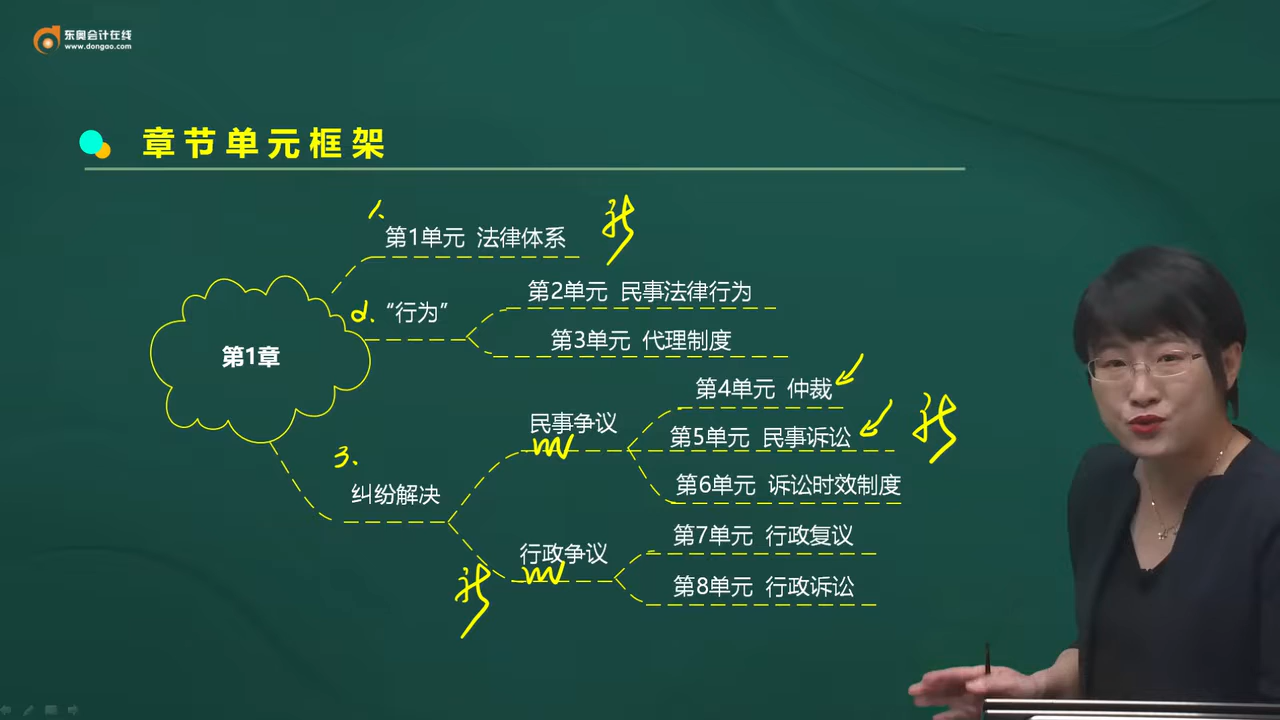 东奥会计在线
www.dongao.com
章节单元框架
1、
第1单元 法律体系
新
2、
“行为”
第2单元 民事法律行为
第3单元 代理制度
第1章
第4单元 仲裁
民事争议
第5单元 民事诉讼
新
3、
纠纷解决
第6单元 诉讼时效制度
第7单元 行政复议
行政争议
新
第8单元 行政诉讼